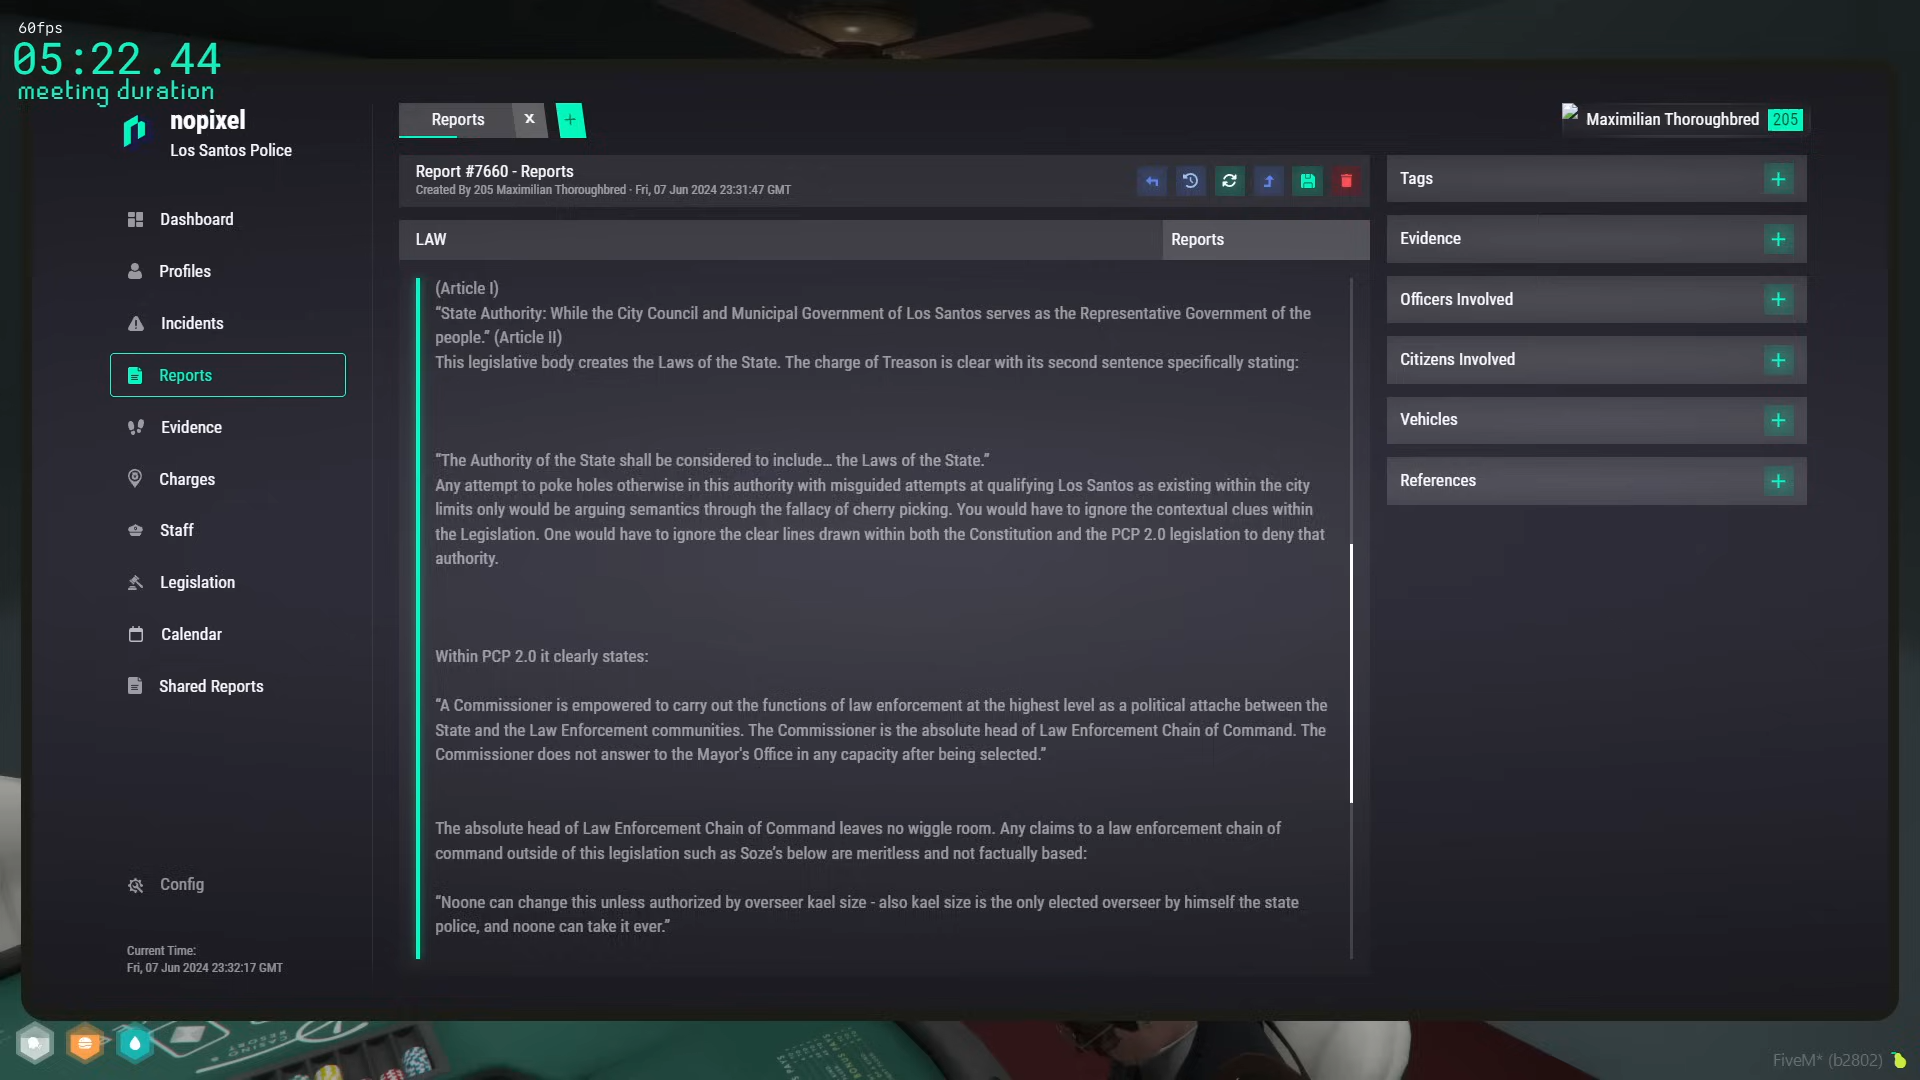 60fps
05:22.44
meeting duration
nopixel
Los Santos Police
Dashboard
Profiles
Incidents
Reports
Evidence
Charges
Staff
Legislation
Calendar
Shared Reports
Config
Current Time:
Fri, 07 Jun 2024 23:32:17 GMT
Reports
x
+
Maximilian Thoroughbred 205
Report #7660 - Reports
Created By 205 Maximilian Thoroughbred - Fri, 07 Jun 2024 23:31:47 GMT
LAW
Reports
(Article I)
“State Authority: While the City Council and Municipal Government of Los Santos serves as the Representative Government of the
people.” (Article II)
This legislative body creates the Laws of the State. The charge of Treason is clear with its second sentence specifically stating:
“The Authority of the State shall be considered to include… the Laws of the State.”
Any attempt to poke holes otherwise in this authority with misguided attempts at qualifying Los Santos as existing within the city
limits only would be arguing semantics through the fallacy of cherry picking. You would have to ignore the contextual clues within
the Legislation. One would have to ignore the clear lines drawn within both the Constitution and the PCP 2.0 legislation to deny that
authority.
Within PCP 2.0 it clearly states:
“A Commissioner is empowered to carry out the functions of law enforcement at the highest level as a political attache between the
State and the Law Enforcement communities. The Commissioner is the absolute head of Law Enforcement Chain of Command. The
Commissioner does not answer to the Mayor's Office in any capacity after being selected.”
The absolute head of Law Enforcement Chain of Command leaves no wiggle room. Any claims to a law enforcement chain of
command outside of this legislation such as Soze’s below are meritless and not factually based:
“Noone can change this unless authorized by overseer kael size - also kael size is the only elected overseer by himself the state
police, and noone can take it ever.”
Tags
+
Evidence
+
Officers Involved
+
Citizens Involved
+
Vehicles
+
References
+
FiveM* (b2802)